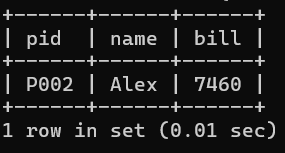 +------+------+------+
| pid  | name | bill |
+------+------+------+
| P002 | Alex | 7460 |
+------+------+------+
1 row in set (0.01 sec)